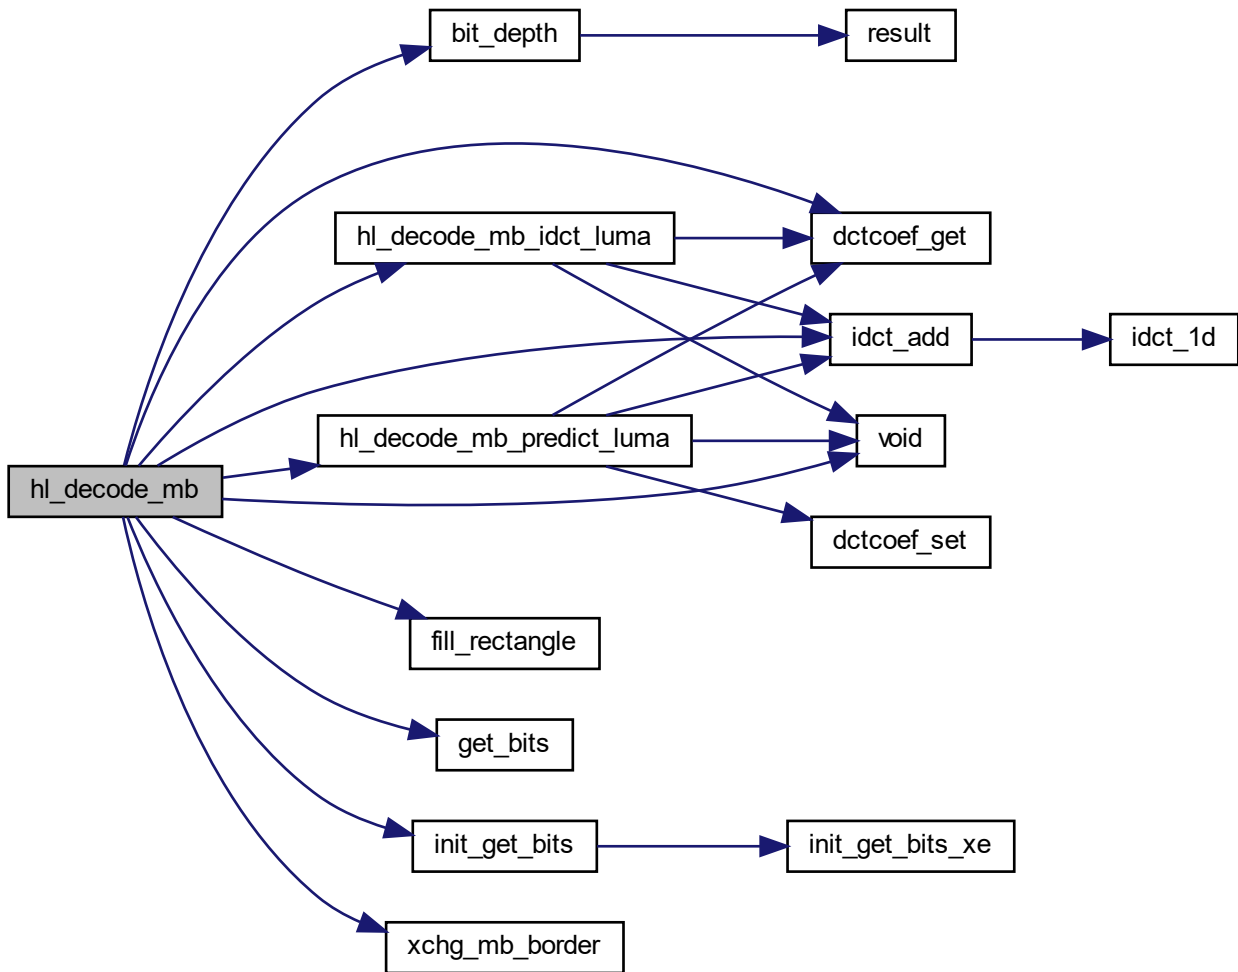 bit_depth
result
hl_decode_mb_idct_luma
dctcoef_get
idct_add
idct_1d
hl_decode_mb_predict_luma
void
hl_decode_mb
dctcoef_set
fill_rectangle
get_bits
init_get_bits
init_get_bits_xe
xchg_mb_border